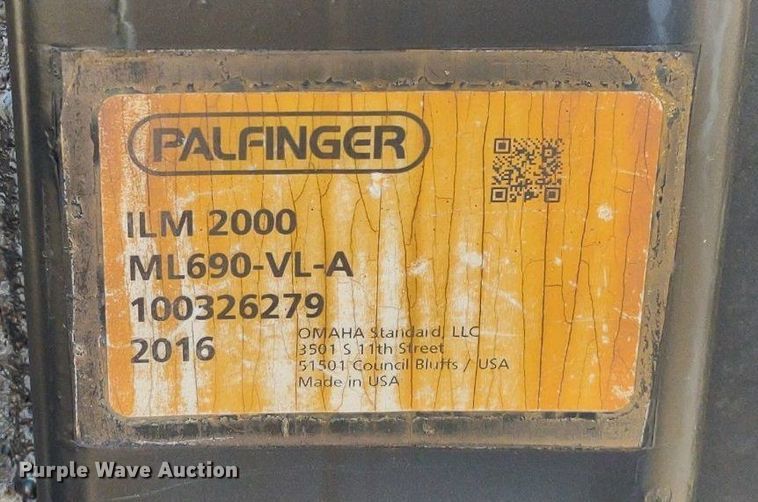 PALFINGER
ILM 2000
ML690-VL-A
100326279
2016
OMAHA Standard, LLC
3501 S 11th Street
51501 Council Bluffs / USA
Made in USA
Purple Wave Auction